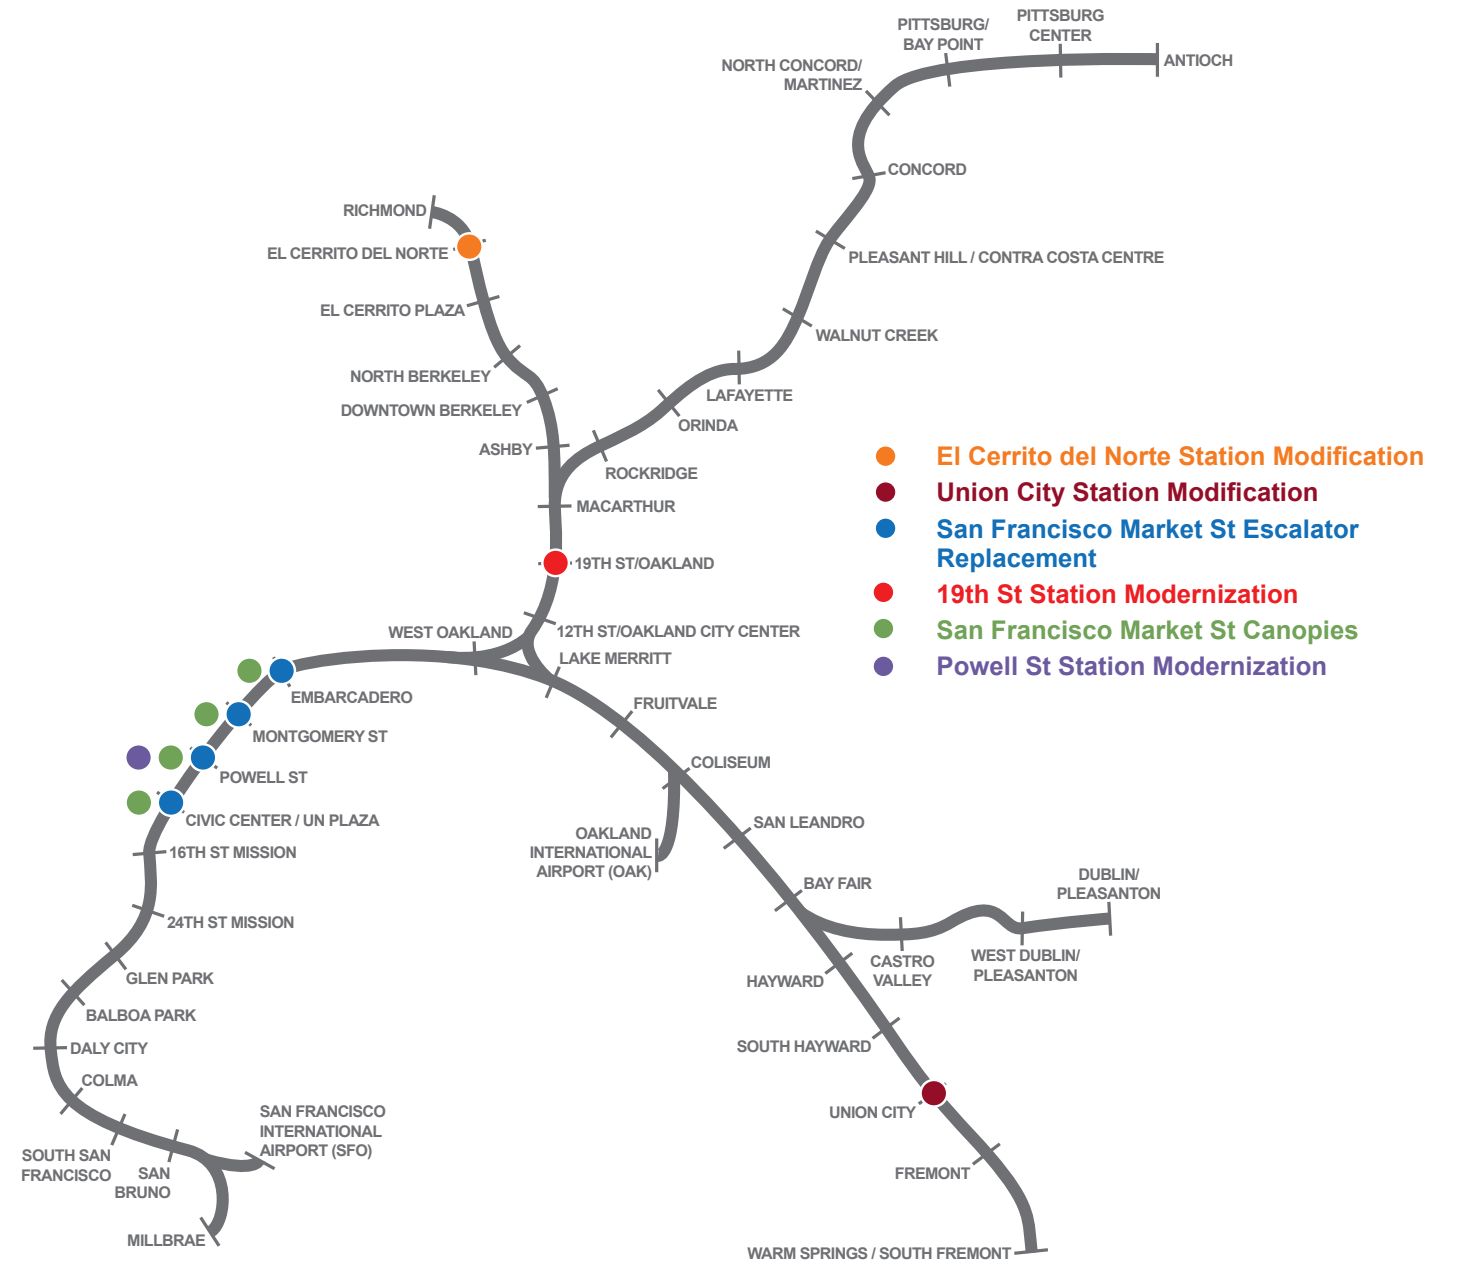 PITTSBURG/
BAY POINT
PITTSBURG
CENTER
ANTIOCH
NORTH CONCORD/
MARTINEZ
CONCORD
RICHMOND
EL CERRITO DEL NORTE
PLEASANT HILL / CONTRA COSTA CENTRE
EL CERRITO PLAZA
WALNUT CREEK
NORTH BERKELEY
LAFAYETTE
DOWNTOWN BERKELEY
ORINDA
ASHBY
ROCKRIDGE
MACARTHUR
19TH ST/OAKLAND
El Cerrito del Norte Station Modification
Union City Station Modification
San Francisco Market St Escalator
Replacement
19th St Station Modernization
San Francisco Market St Canopies
Powell St Station Modernization
WEST OAKLAND
12TH ST/OAKLAND CITY CENTER
LAKE MERRITT
EMBARCADERO
FRUITVALE
MONTGOMERY ST
COLISEUM
POWELL ST
CIVIC CENTER / UN PLAZA
SAN LEANDRO
OAKLAND
INTERNATIONAL
AIRPORT (OAK)
16TH ST MISSION
BAY FAIR
DUBLIN/
PLEASANTON
24TH ST MISSION
CASTRO
VALLEY
WEST DUBLIN/
PLEASANTON
GLEN PARK
HAYWARD
BALBOA PARK
SOUTH HAYWARD
DALY CITY
COLMA
UNION CITY
SAN FRANCISCO
INTERNATIONAL
AIRPORT (SFO)
SOUTH SAN
FRANCISCO
SAN
BRUNO
FREMONT
MILLBRAE
WARM SPRINGS / SOUTH FREMONT